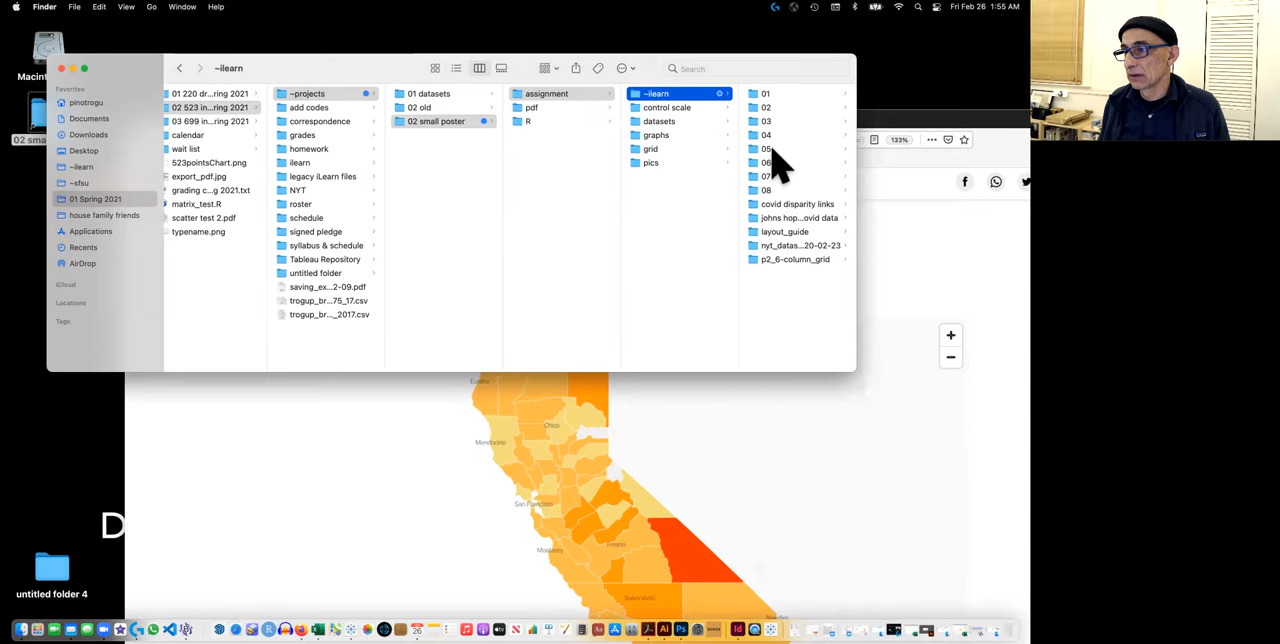 Finder File Edit View Go Window Help Fri Feb 26 1:55 AM
Macint
02 sma
~ilearn Search
Favorites
pinotrogu
Documents
Downloads
Desktop
~ilearn
~sfsu
01 Spring 2021
house family friends
Applications
Recents
AirDrop
iCloud
Locations
Tags
01 220 dr...ring 2021
02 523 in...ring 2021
03 699 in...ring 2021
calendar
wait list
523pointsChart.png
export_pdf.jpg
grading c...g 2021.txt
matrix_test.R
scatter test 2.pdf
typename.png
~projects
add codes
correspondence
grades
homework
ilearn
legacy iLearn files
NYT
roster
schedule
signed pledge
syllabus & schedule
Tableau Repository
untitled folder
saving_ex...2-09.pdf
trogup_br...75_17.csv
trogup_br..._2017.csv
01 datasets
02 old
02 small poster
assignment
pdf
R
~ilearn
control scale
datasets
graphs
grid
pics
01
02
03
04
05
06
07
08
covid disparity links
johns hop...ovid data
layout_guide
nyt_datas...20-02-23
p2_6-column_grid
133%
Eureka
Chico
Mendocino
San Francisco
Monterey
Fresno
Bakersfield
D
untitled folder 4